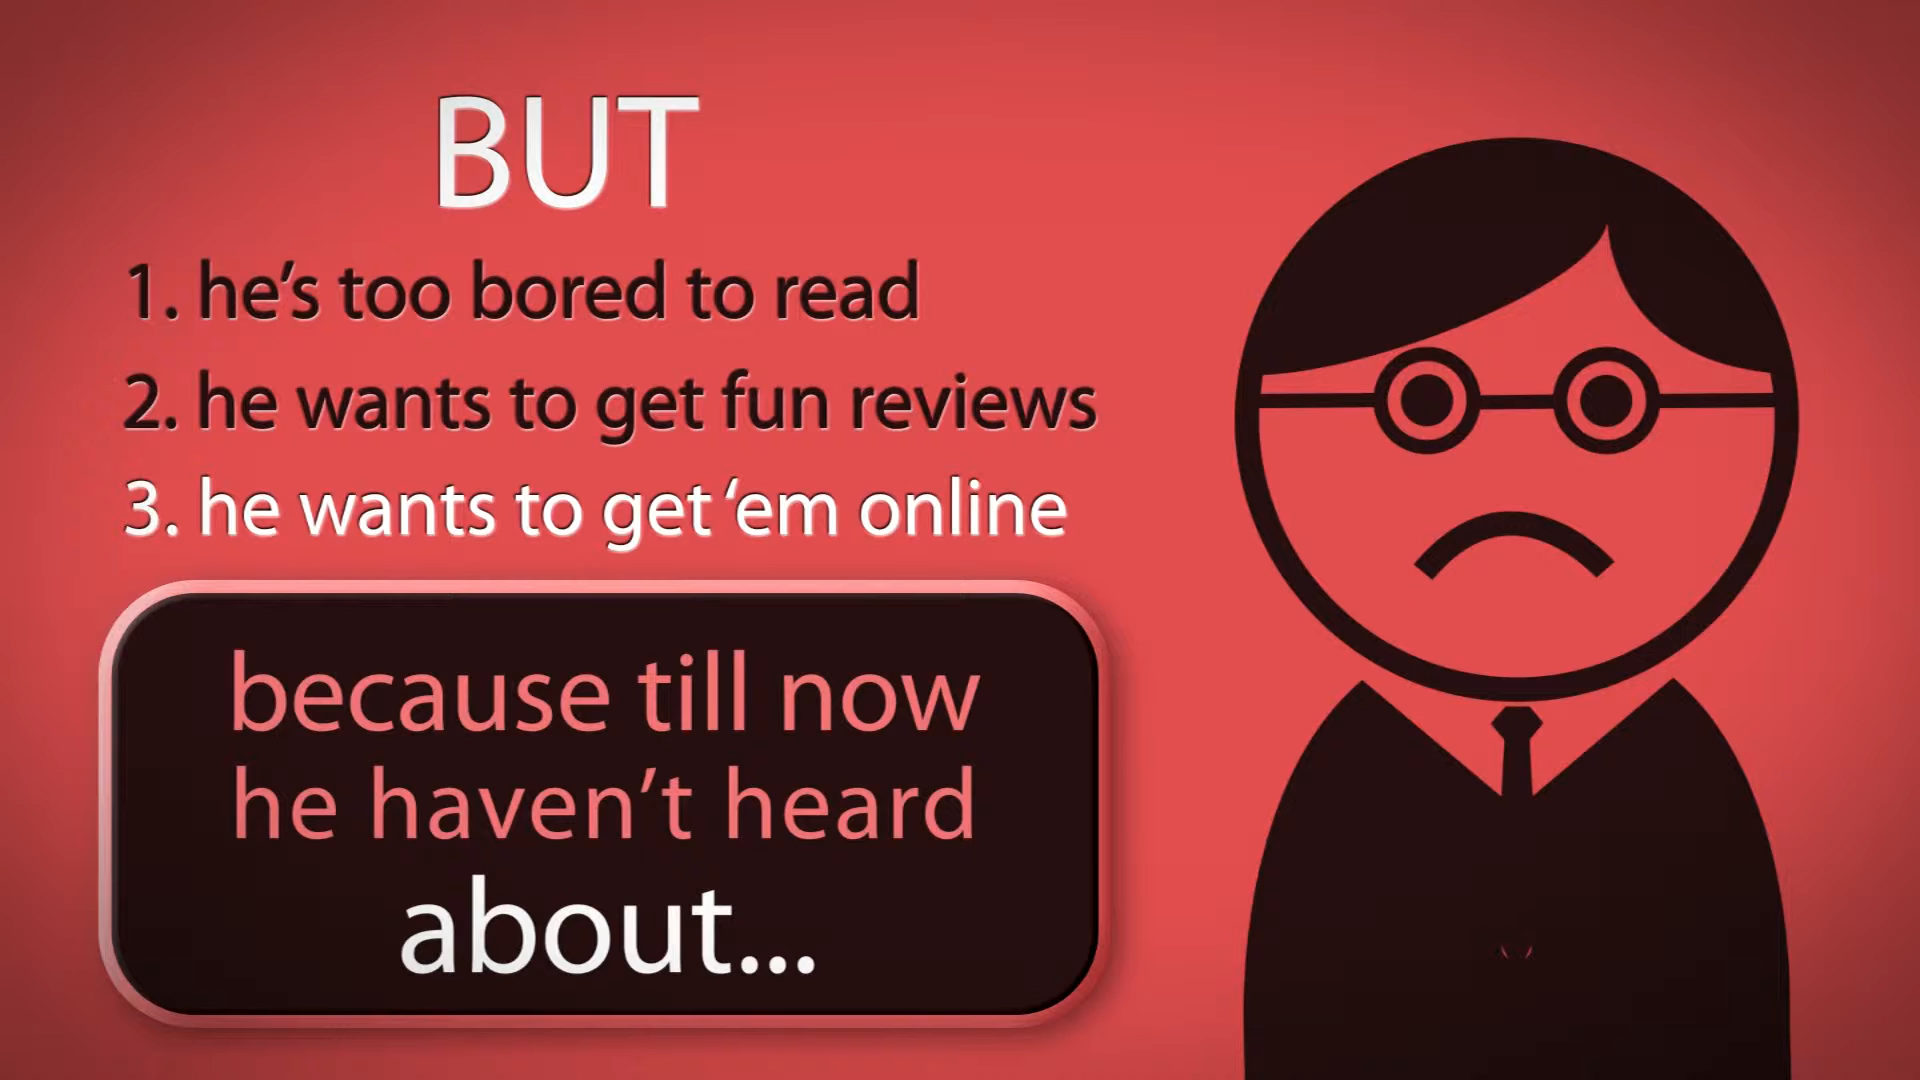 BUT
1. he’s too bored to read
2. he wants to get fun reviews
3. he wants to get ‘em online
because till now
he haven’t heard
about...